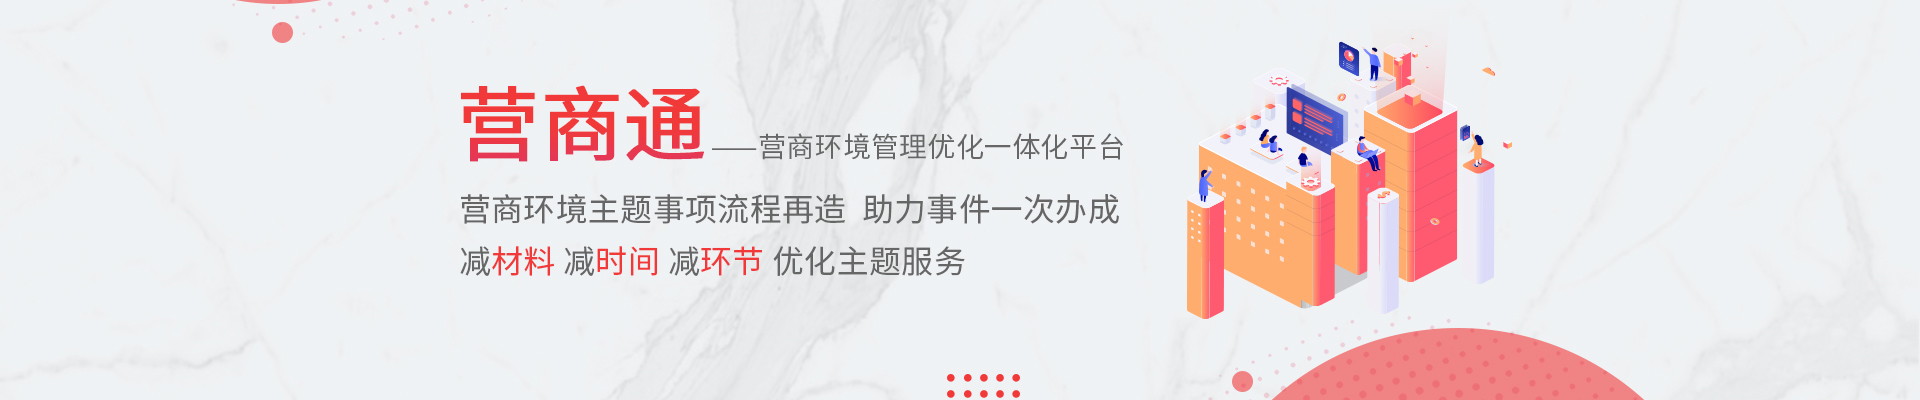 营商通——营商环境管理优化一体化平台
营商环境主题事项流程再造 助力事件一次办成
减材料 减时间 减环节 优化主题服务